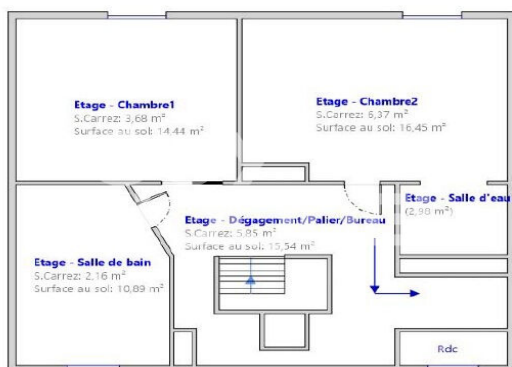 Etage - Chambre1
S.Carrez: 3,68 m²
Surface au sol: 14,44 m²
Etage - Chambre2
S.Carrez: 6,37 m²
Surface au sol: 16,45 m²
Etage - Salle d'eau
(2,98 m²)
Etage - Dégagement/Palier/Bureau
S.Carrez: 5,85 m²
Surface au sol: 15,54 m²
Etage - Salle de bain
S.Carrez: 2,16 m²
Surface au sol: 10,89 m²
Rdc